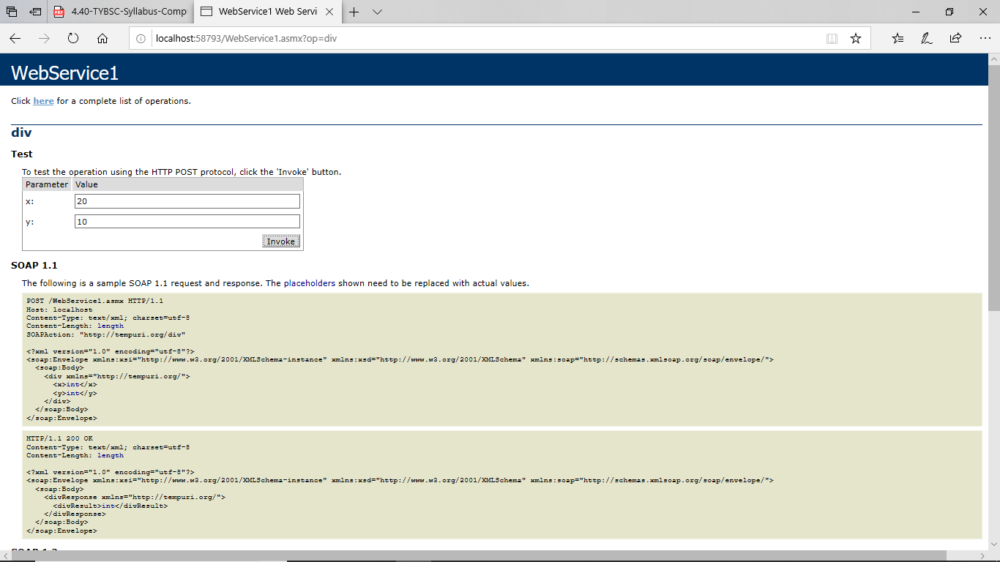 4.40-TYBSC-Syllabus-Comp
WebService1 Web Servi
localhost:58793/WebService1.asmx?op=div
WebService1
Click here for a complete list of operations.
div
Test
To test the operation using the HTTP POST protocol, click the 'Invoke' button.
Parameter Value
x: 20
y: 10
Invoke
SOAP 1.1
The following is a sample SOAP 1.1 request and response. The placeholders shown need to be replaced with actual values.
POST /WebService1.asmx HTTP/1.1
Host: localhost
Content-Type: text/xml; charset=utf-8
Content-Length: length
SOAPAction: "http://tempuri.org/div"
<?xml version="1.0" encoding="utf-8"?>
<soap:Envelope xmlns:xsi="http://www.w3.org/2001/XMLSchema-instance" xmlns:xsd="http://www.w3.org/2001/XMLSchema" xmlns:soap="http://schemas.xmlsoap.org/soap/envelope/">
<soap:Body>
<div xmlns="http://tempuri.org/">
<x>int</x>
<y>int</y>
</div>
</soap:Body>
</soap:Envelope>
HTTP/1.1 200 OK
Content-Type: text/xml; charset=utf-8
Content-Length: length
<?xml version="1.0" encoding="utf-8"?>
<soap:Envelope xmlns:xsi="http://www.w3.org/2001/XMLSchema-instance" xmlns:xsd="http://www.w3.org/2001/XMLSchema" xmlns:soap="http://schemas.xmlsoap.org/soap/envelope/">
<soap:Body>
<divResponse xmlns="http://tempuri.org/">
<divResult>int</divResult>
</divResponse>
</soap:Body>
</soap:Envelope>